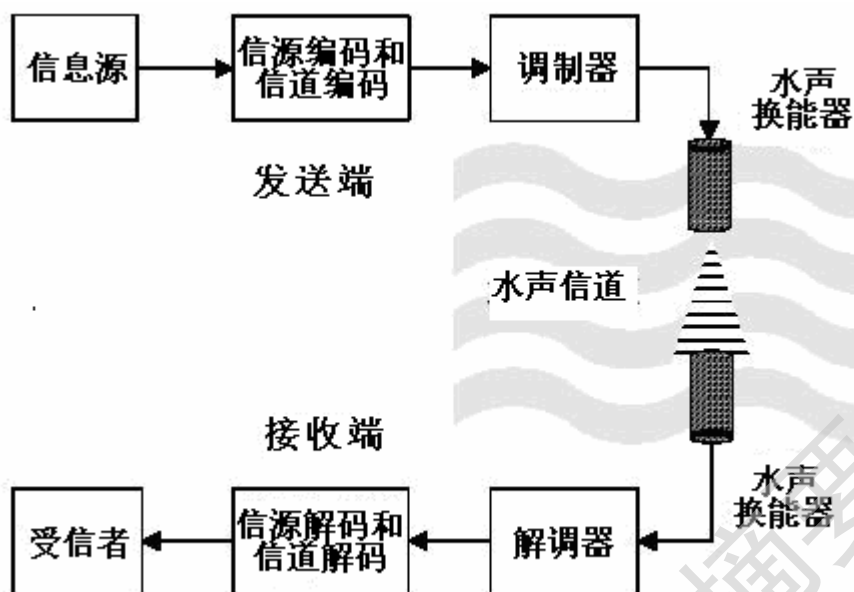 信息源
信源编码和
信道编码
调制器
水声
换能器
发送端
水声信道
接收端
水声
换能器
受信者
信源解码和
信道解码
解调器
摘要